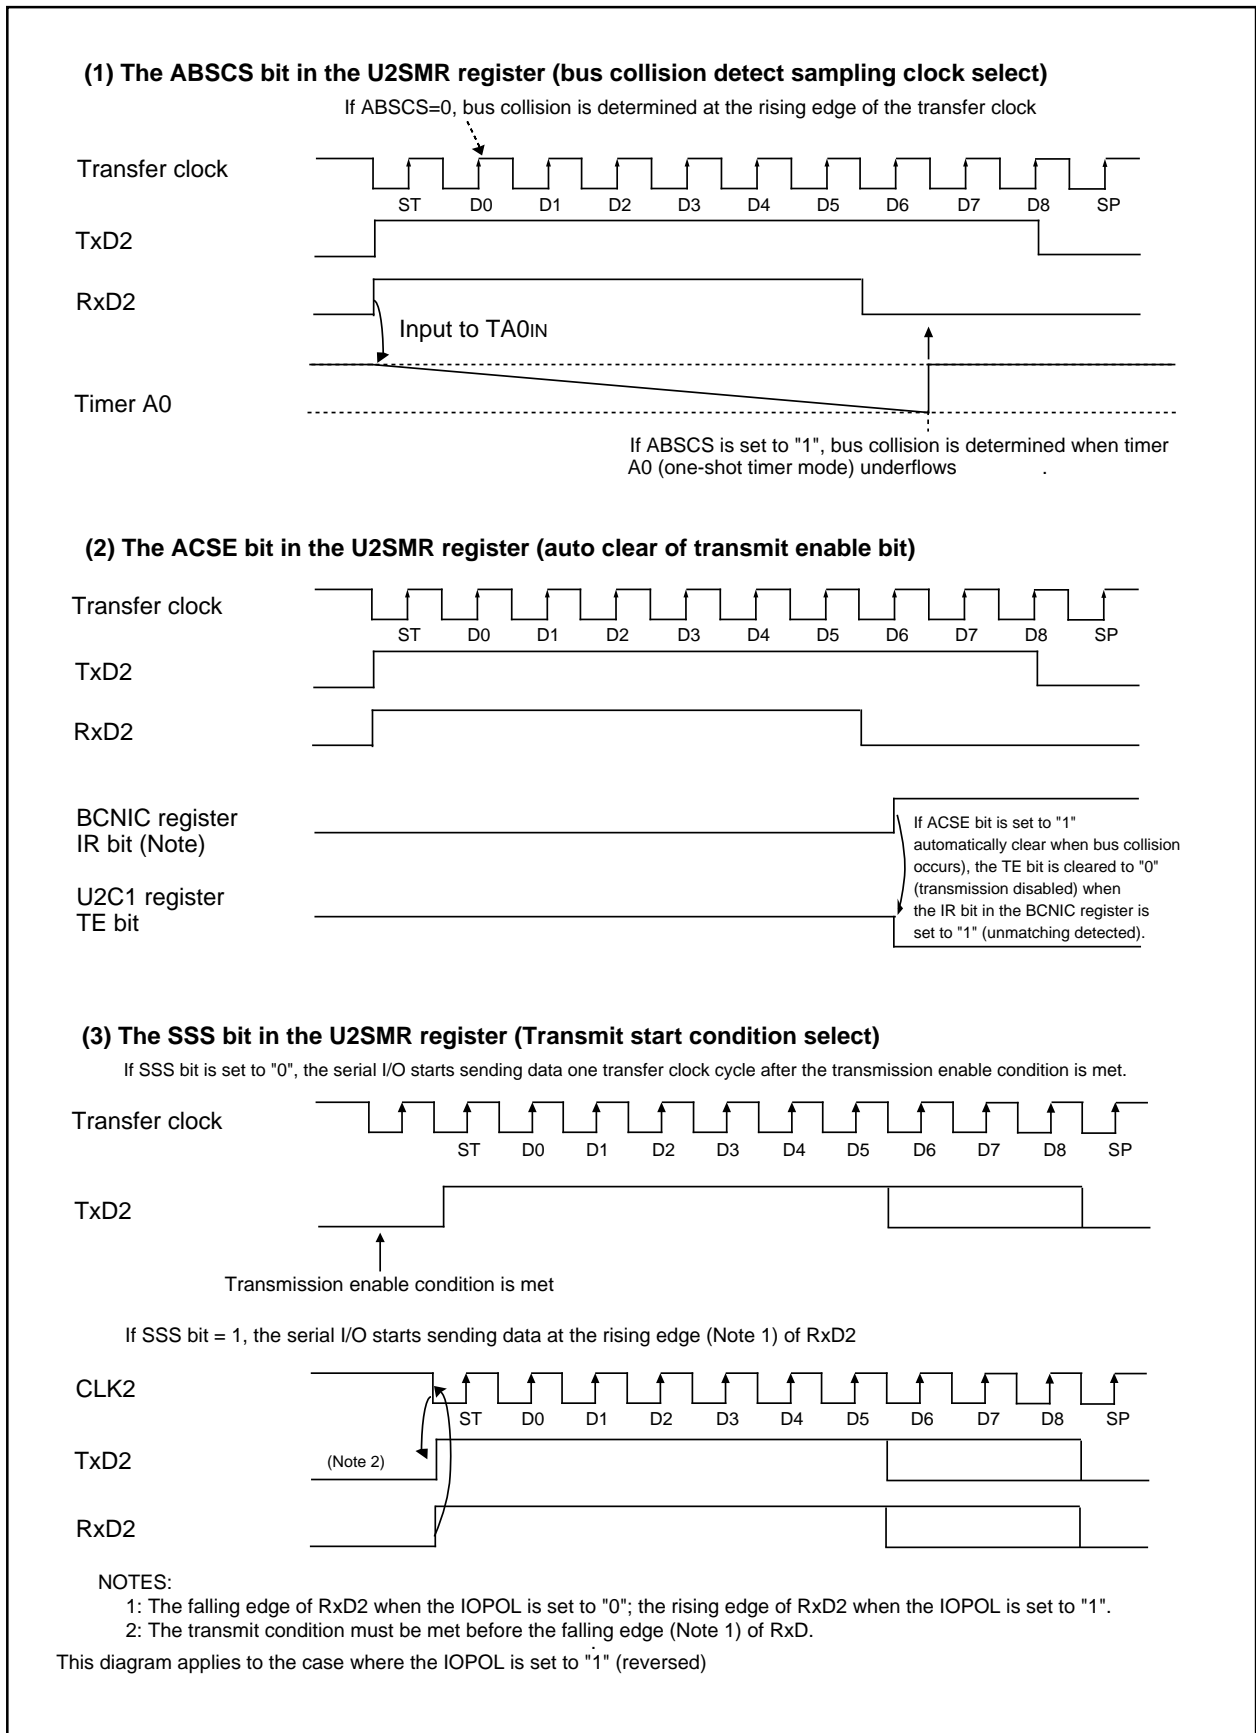 (1) The ABSCS bit in the U2SMR register (bus collision detect sampling clock select)
If ABSCS=0, bus collision is determined at the rising edge of the transfer clock
Transfer clock
ST D0 D1 D2 D3 D4 D5 D6 D7 D8 SP
TxD2
RxD2
Input to TA0IN
Timer A0
If ABSCS is set to "1", bus collision is determined when timer
A0 (one-shot timer mode) underflows .
(2) The ACSE bit in the U2SMR register (auto clear of transmit enable bit)
Transfer clock
ST D0 D1 D2 D3 D4 D5 D6 D7 D8 SP
TxD2
RxD2
BCNIC register
IR bit (Note)
If ACSE bit is set to "1"
automatically clear when bus collision
occurs), the TE bit is cleared to "0"
(transmission disabled) when
the IR bit in the BCNIC register is
set to "1" (unmatching detected).
U2C1 register
TE bit
(3) The SSS bit in the U2SMR register (Transmit start condition select)
If SSS bit is set to "0", the serial I/O starts sending data one transfer clock cycle after the transmission enable condition is met.
Transfer clock
ST D0 D1 D2 D3 D4 D5 D6 D7 D8 SP
TxD2
Transmission enable condition is met
If SSS bit = 1, the serial I/O starts sending data at the rising edge (Note 1) of RxD2
CLK2
ST D0 D1 D2 D3 D4 D5 D6 D7 D8 SP
TxD2
(Note 2)
RxD2
NOTES:
1: The falling edge of RxD2 when the IOPOL is set to "0"; the rising edge of RxD2 when the IOPOL is set to "1".
2: The transmit condition must be met before the falling edge (Note 1) of RxD.
.
This diagram applies to the case where the IOPOL is set to "1" (reversed)